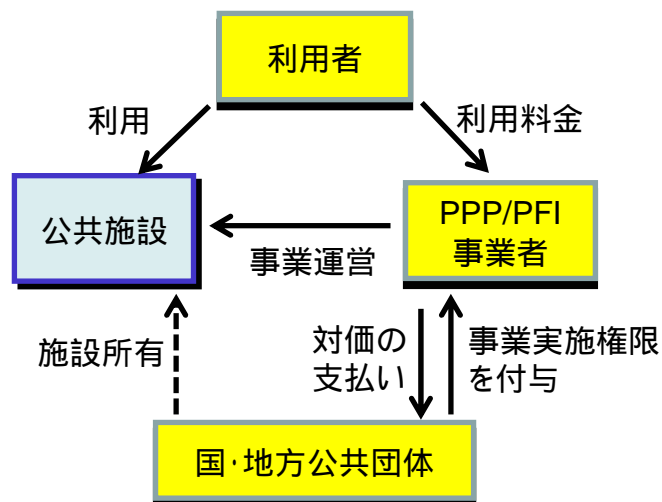 利用者
利用
利用料金
公共施設
PPP/PFI
事業者
事業運営
施設所有
対価の
支払い
事業実施権限
を付与
国・地方公共団体